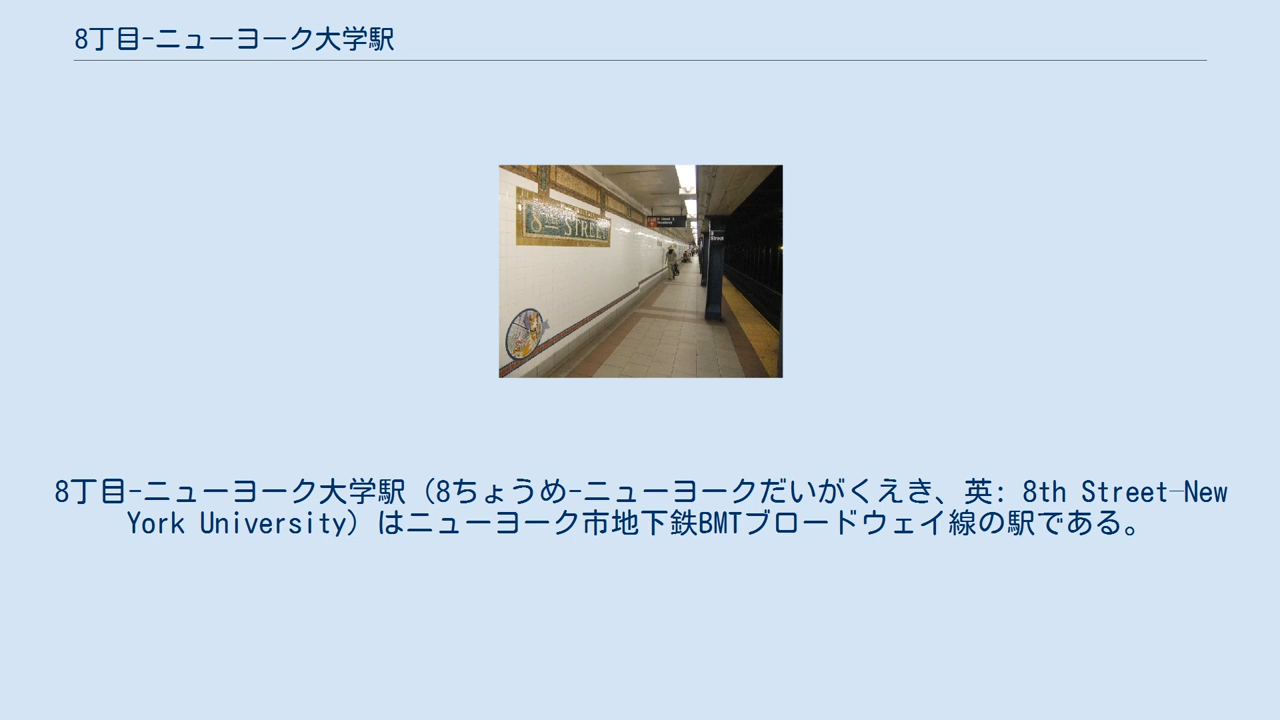 8丁目-ニューヨーク大学駅
8TH STREET
Street
8丁目-ニューヨーク大学駅（8ちょうめ-ニューヨークだいがくえき、英: 8th Street–New
York University）はニューヨーク市地下鉄BMTブロードウェイ線の駅である。